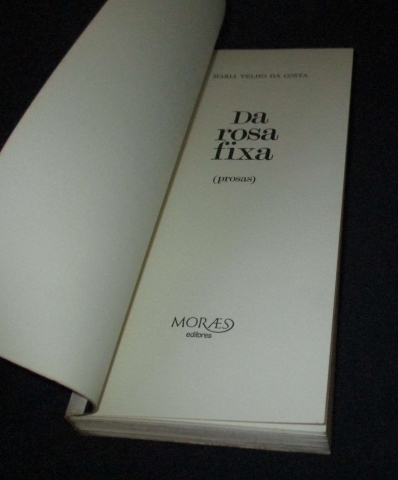 MARIA VELHO DA COSTA
Da
rosa
fixa
(prosas)
MORÆS
editores